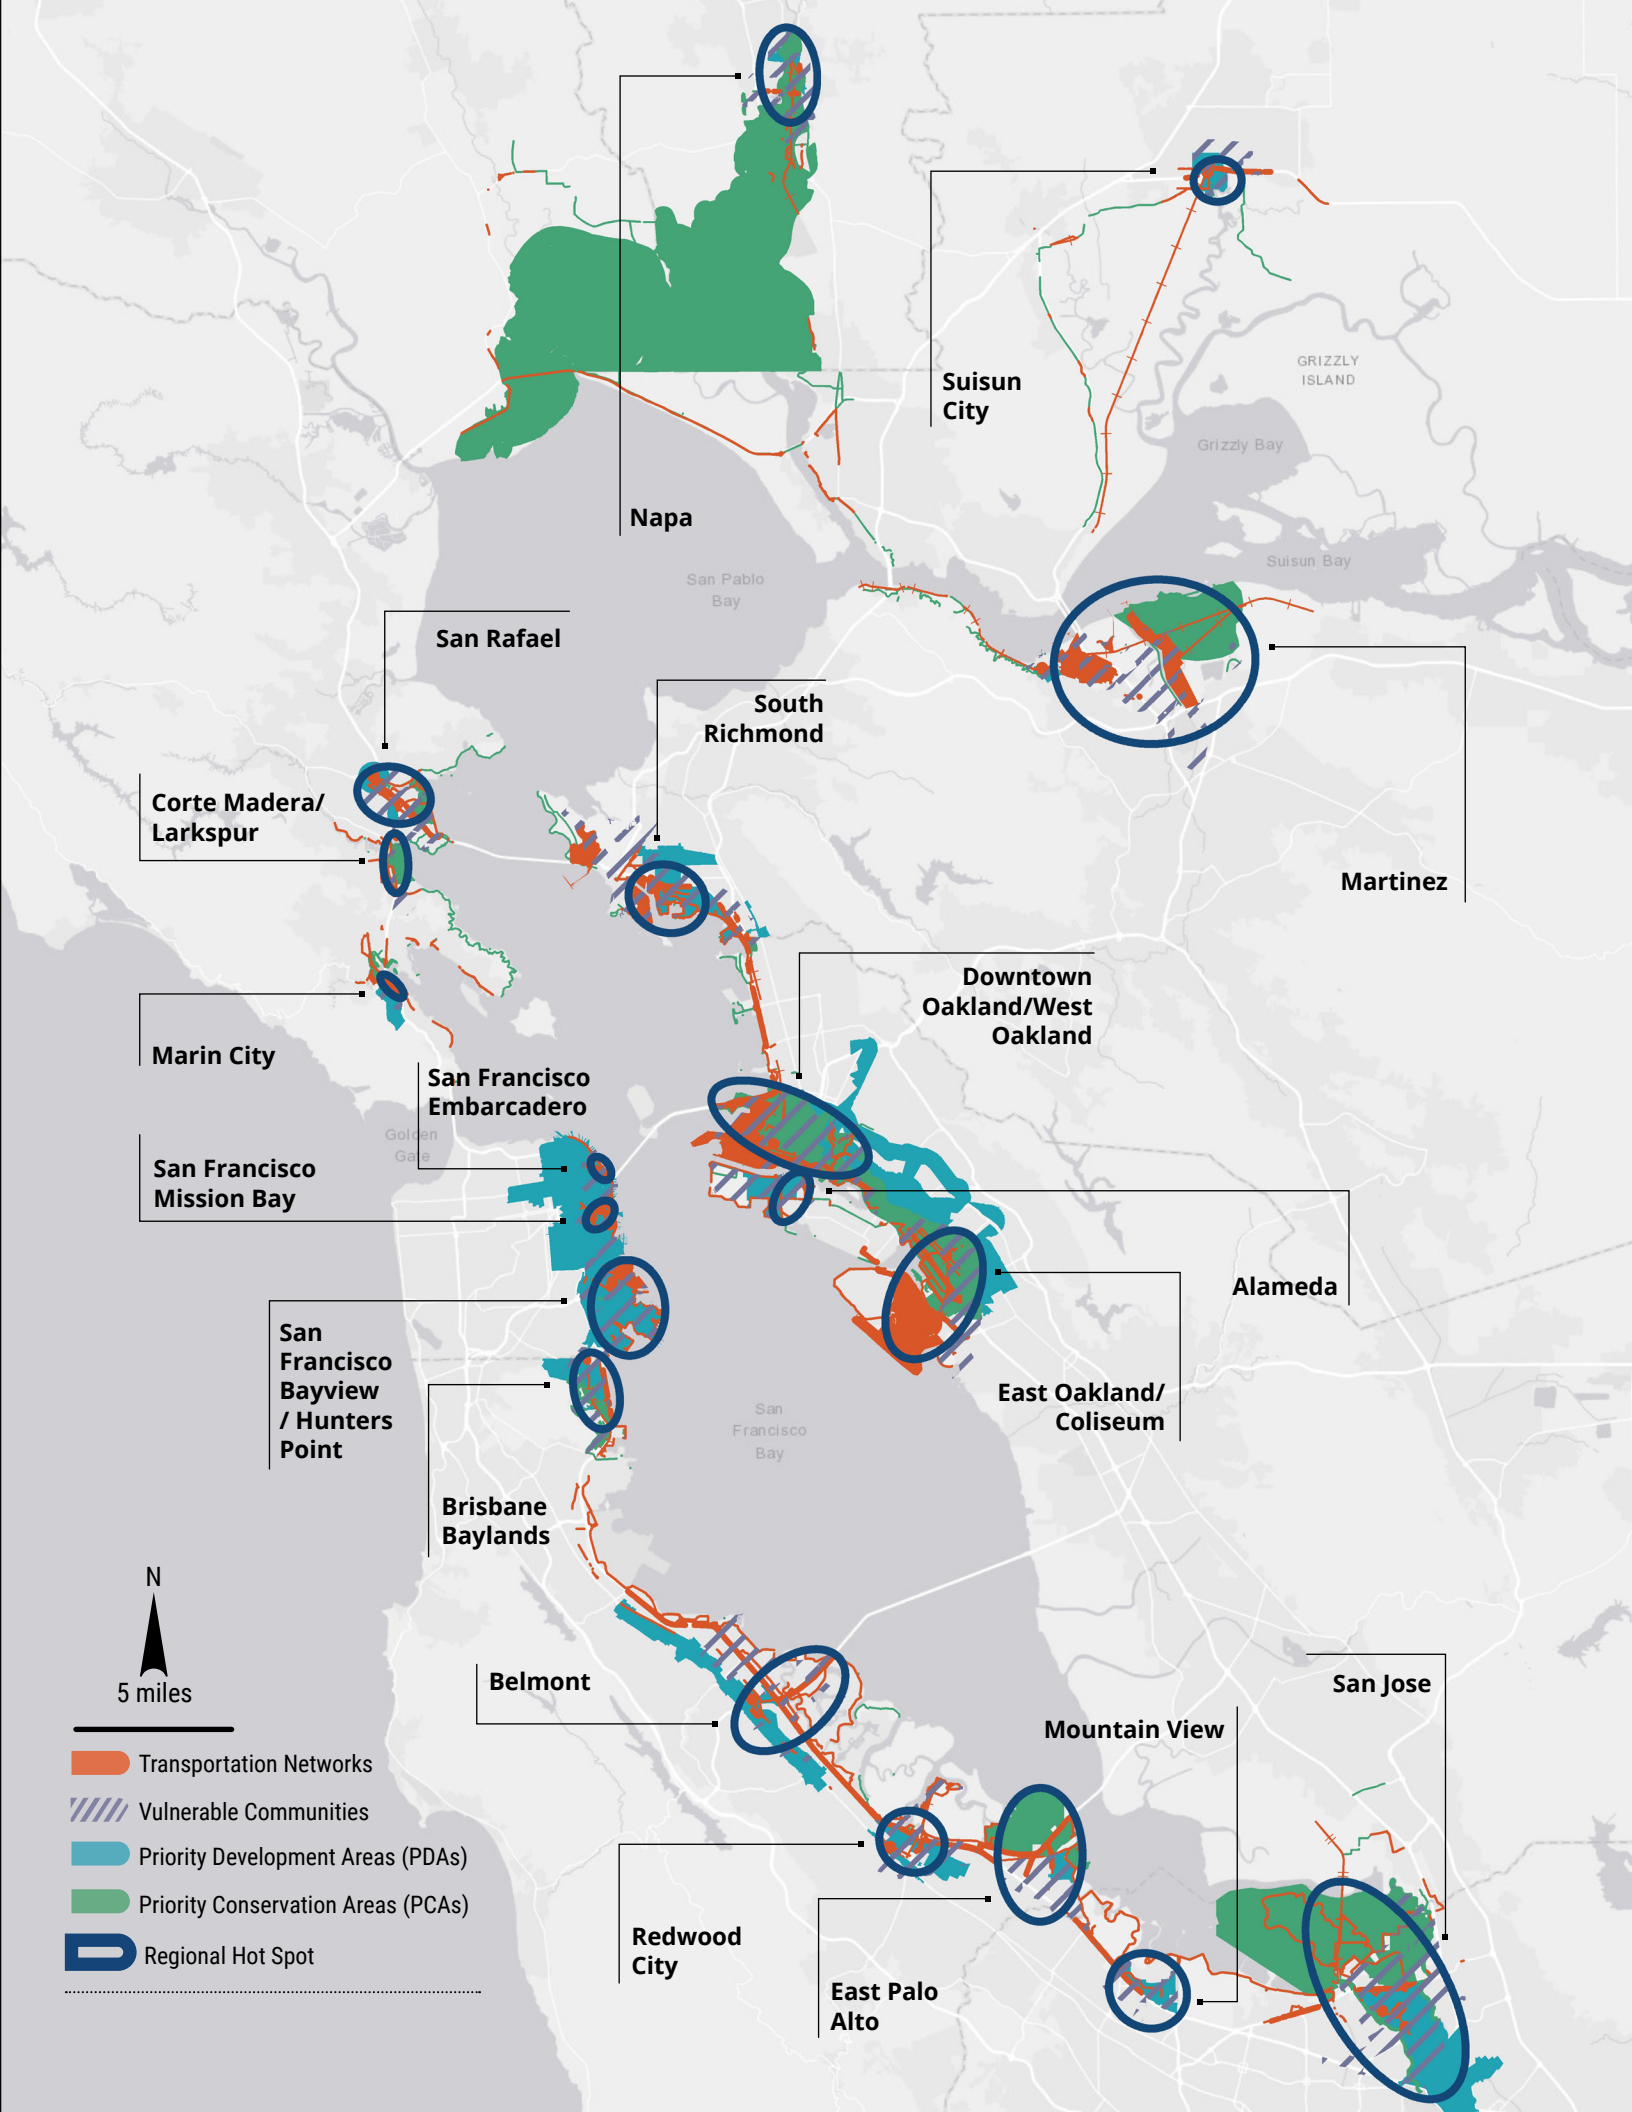 GRIZZLY
ISLAND
Suisun
City
Grizzly Bay
Napa
Suisun Bay
San Pablo
Bay
San Rafael
South
Richmond
Corte Madera/
Larkspur
Martinez
Downtown
Oakland/West
Oakland
Marin City
San Francisco
Embarcadero
Golden
Gate
San Francisco
Mission Bay
Alameda
San
Francisco
Bayview
/ Hunters
Point
East Oakland/
Coliseum
San
Francisco
Bay
Brisbane
Baylands
N
5 miles
Belmont
San Jose
Mountain View
Transportation Networks
Vulnerable Communities
Priority Development Areas (PDAs)
Priority Conservation Areas (PCAs)
Regional Hot Spot
Redwood
City
East Palo
Alto